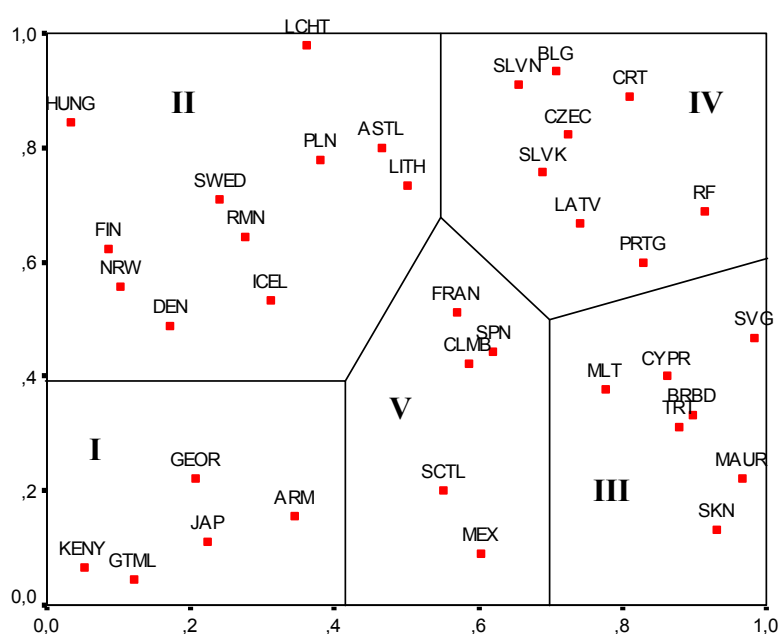 LCHT
1,0
BLG
SLVN
CRT
HUNG
II
IV
CZEC
ASTL
,8
PLN
LITH
SLVK
SWED
RF
RMN
LATV
FIN
PRTG
,6
NRW
ICEL
FRAN
DEN
SPN
SVG
CLMB
CYPR
MLT
,4
V
BRBD
TRT
I
GEOR
SCTL
MAUR
III
,2
ARM
JAP
SKN
KENY
GTML
MEX
0,0
0,0 ,2 ,4 ,6 ,8 1,0